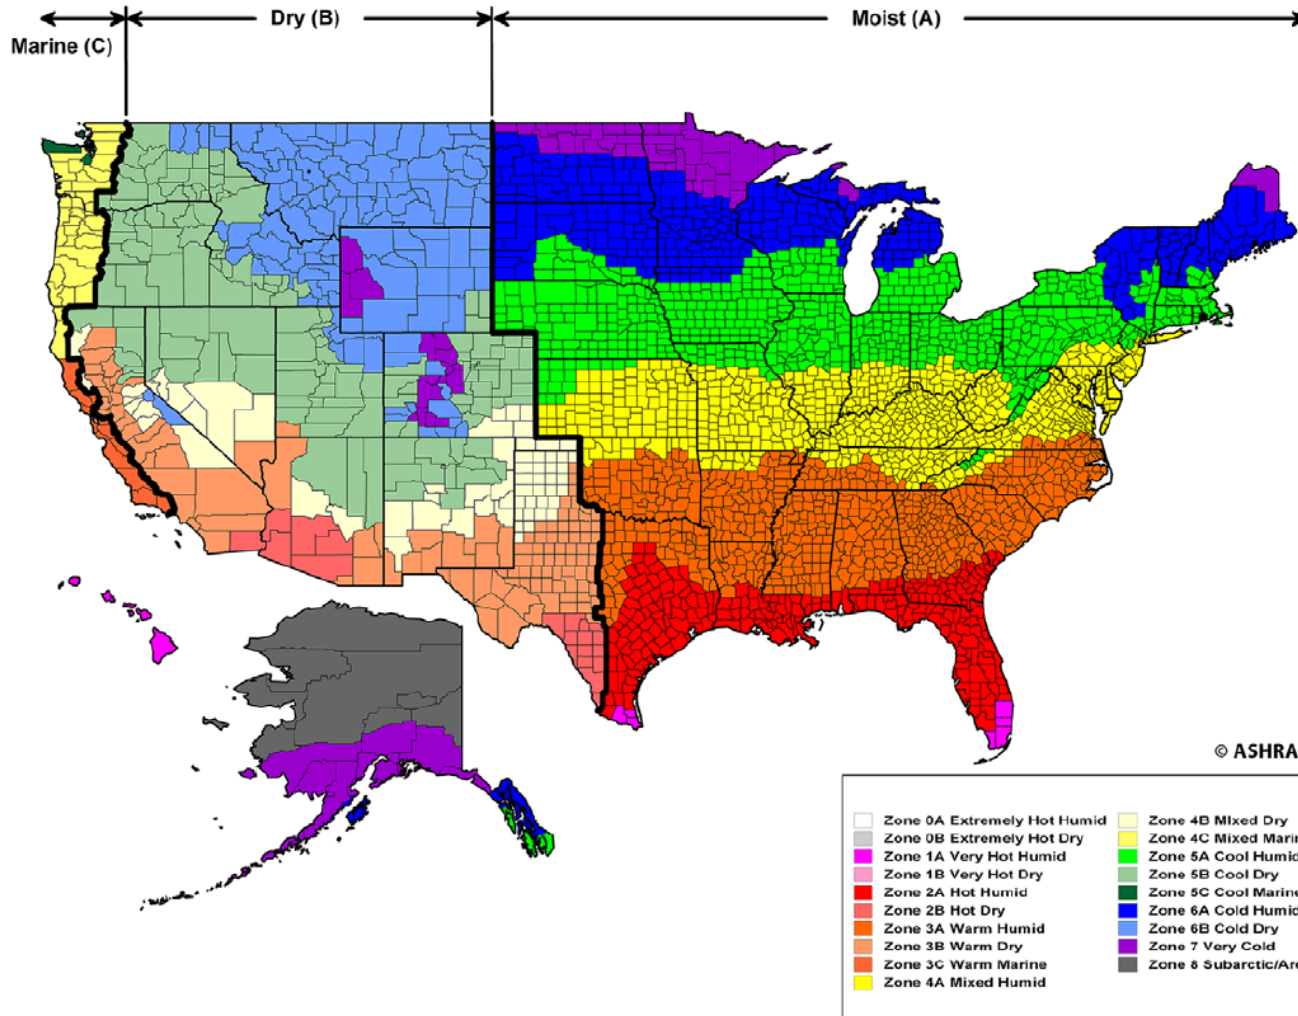 Dry (B)
Moist (A)
Marine (C)
© ASHRA
Zone 0A Extremely Hot Humid
Zone 0B Extremely Hot Dry
Zone 1A Very Hot Humid
Zone 1B Very Hot Dry
Zone 2A Hot Humid
Zone 2B Hot Dry
Zone 3A Warm Humid
Zone 3B Warm Dry
Zone 3C Warm Marine
Zone 4A Mixed Humid
Zone 4B Mixed Dry
Zone 4C Mixed Marin
Zone 5A Cool Humid
Zone 5B Cool Dry
Zone 5C Cool Marine
Zone 6A Cold Humid
Zone 6B Cold Dry
Zone 7 Very Cold
Zone 8 Subarctic/Arc